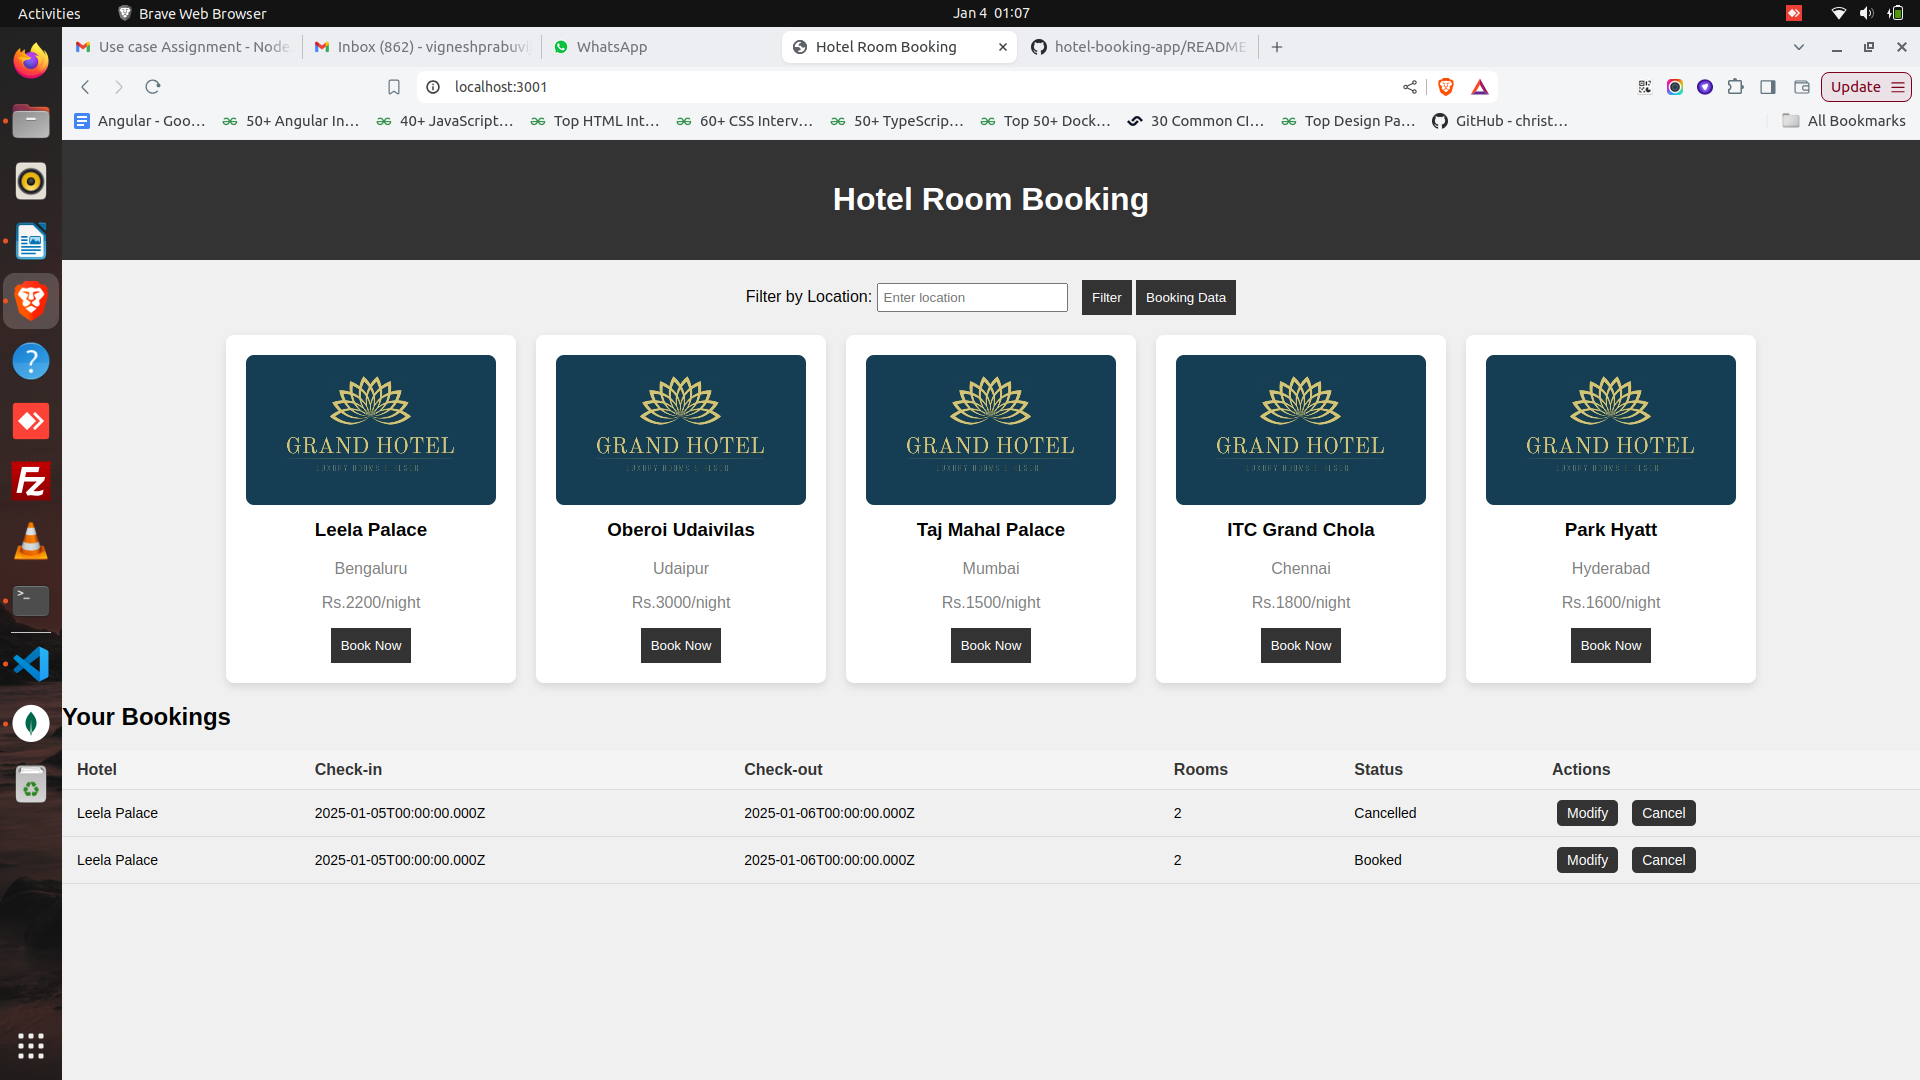 Activities Brave Web Browser Jan 4 01:07
Use case Assignment - Node. Inbox (862) - vigneshprabuvi WhatsApp Hotel Room Booking hotel-booking-app/README
localhost:3001 Update
Angular - Goo... 50+ Angular In... 40+ JavaScript... Top HTML Int... 60+ CSS Interv... 50+ TypeScrip... Top 50+ Dock... 30 Common CI... Top Design Pa... GitHub - christ... All Bookmarks
Hotel Room Booking
Filter by Location: Enter location Filter Booking Data
GRAND HOTEL GRAND HOTEL GRAND HOTEL GRAND HOTEL GRAND HOTEL
Leela Palace Oberoi Udaivilas Taj Mahal Palace ITC Grand Chola Park Hyatt
Bengaluru Udaipur Mumbai Chennai Hyderabad
Rs.2200/night Rs.3000/night Rs.1500/night Rs.1800/night Rs.1600/night
Book Now Book Now Book Now Book Now Book Now
Your Bookings
Hotel Check-in Check-out Rooms Status Actions
Leela Palace 2025-01-05T00:00:00.000Z 2025-01-06T00:00:00.000Z 2 Cancelled Modify Cancel
Leela Palace 2025-01-05T00:00:00.000Z 2025-01-06T00:00:00.000Z 2 Booked Modify Cancel